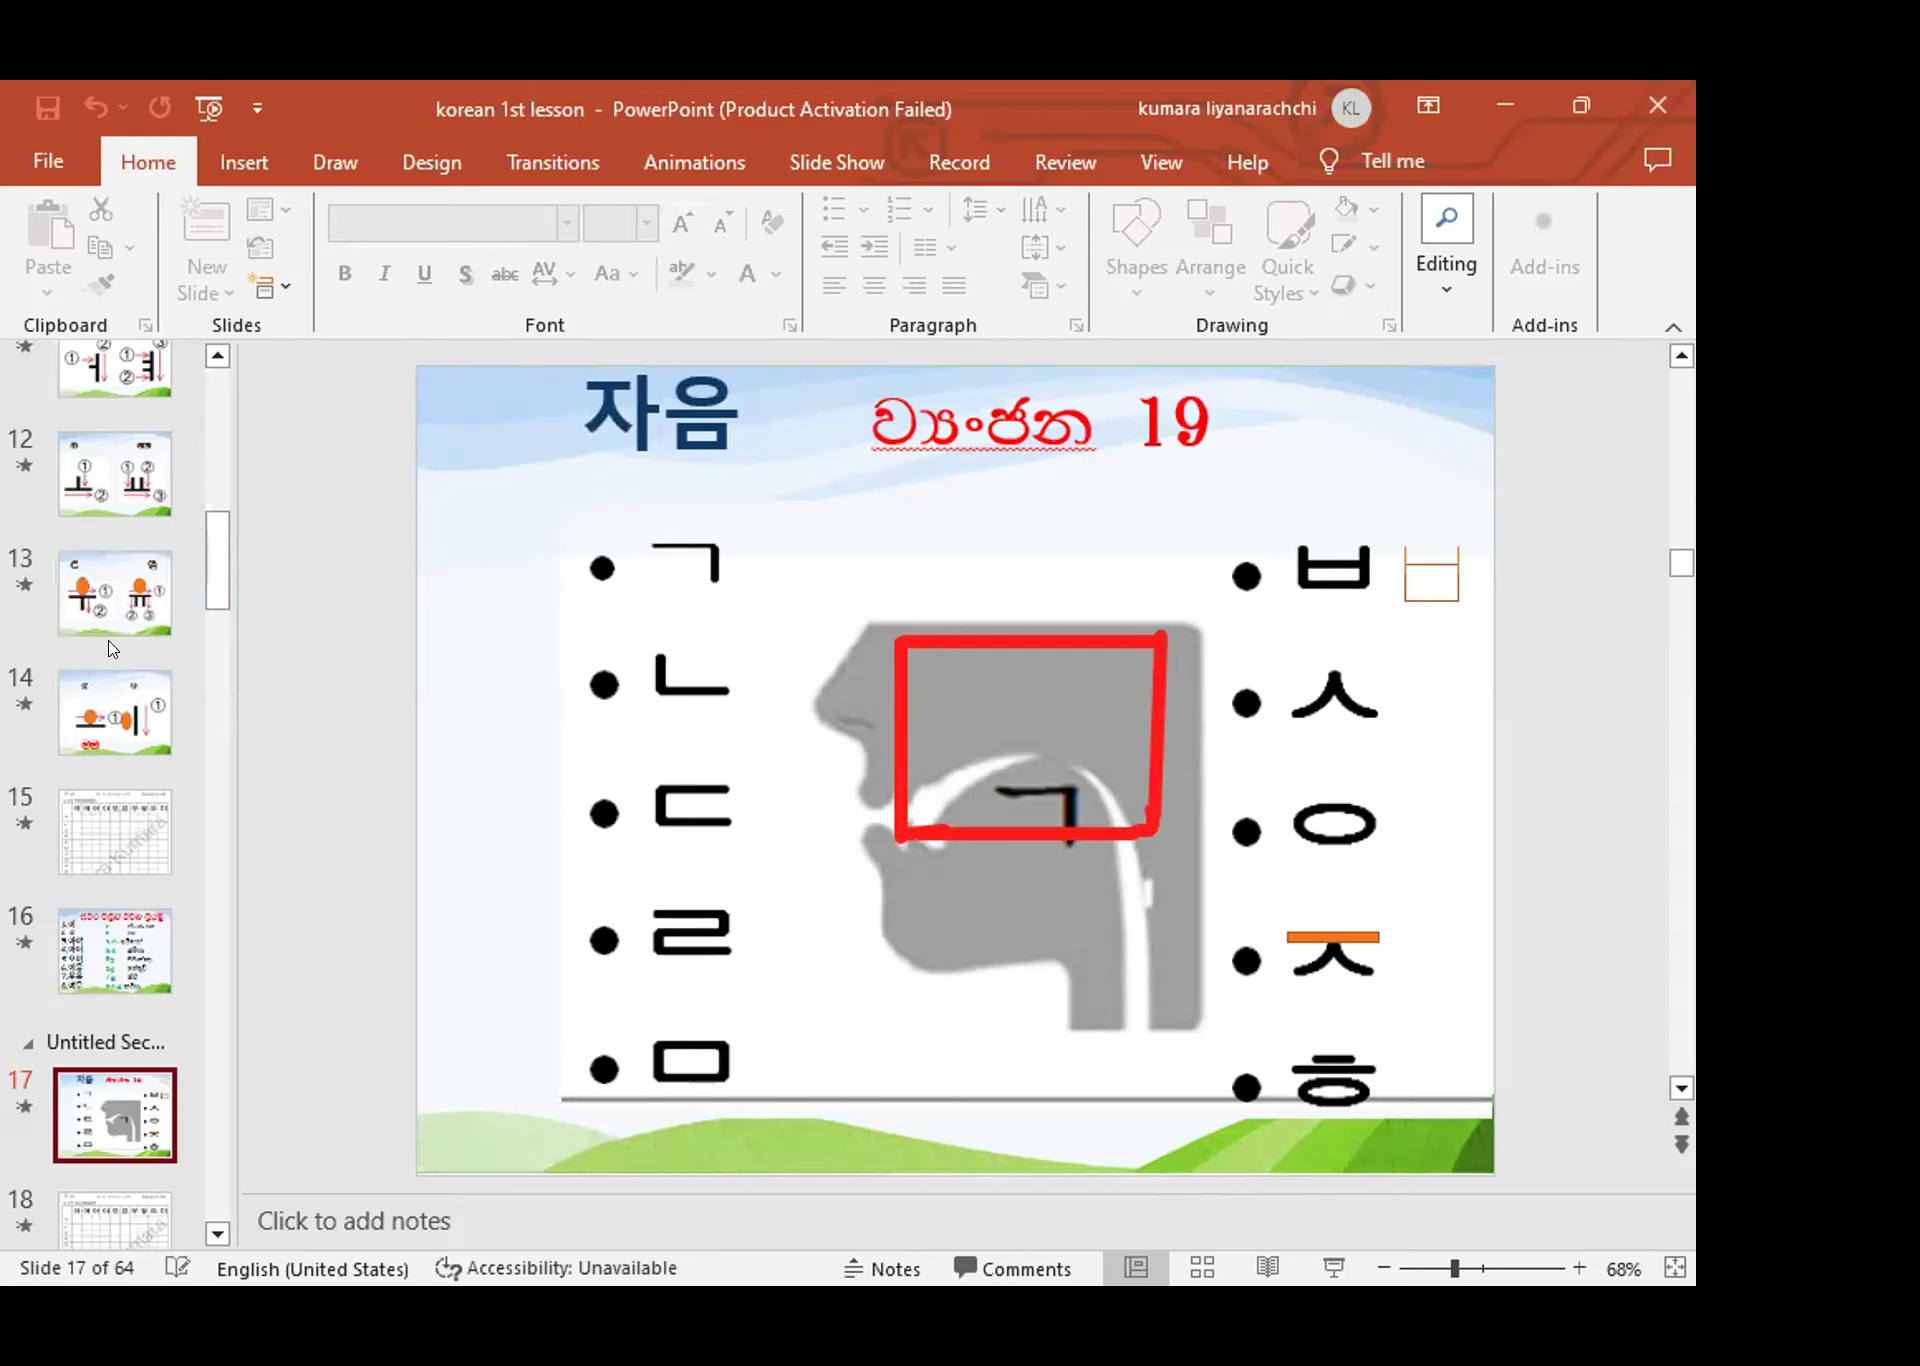 korean 1st lesson - PowerPoint (Product Activation Failed)
kumara liyanarachchi KL
File Home Insert Draw Design Transitions Animations Slide Show Record Review View Help Tell me
Paste
New Slide
B I U S abc AV Aa A
Shapes Arrange Quick Styles
Editing
Add-ins
Clipboard Slides Font Paragraph Drawing Add-ins
12
13
14
15
16
Untitled Sec...
17
18
자음 ව්‍යංජන 19
• ㄱ
• ㄴ
• ㄷ
• ㄹ
• ㅁ
ㄱ
• ㅂ
• ㅅ
• ㅇ
• ㅈ
• ㅎ
Click to add notes
Slide 17 of 64 English (United States) Accessibility: Unavailable Notes Comments 68%